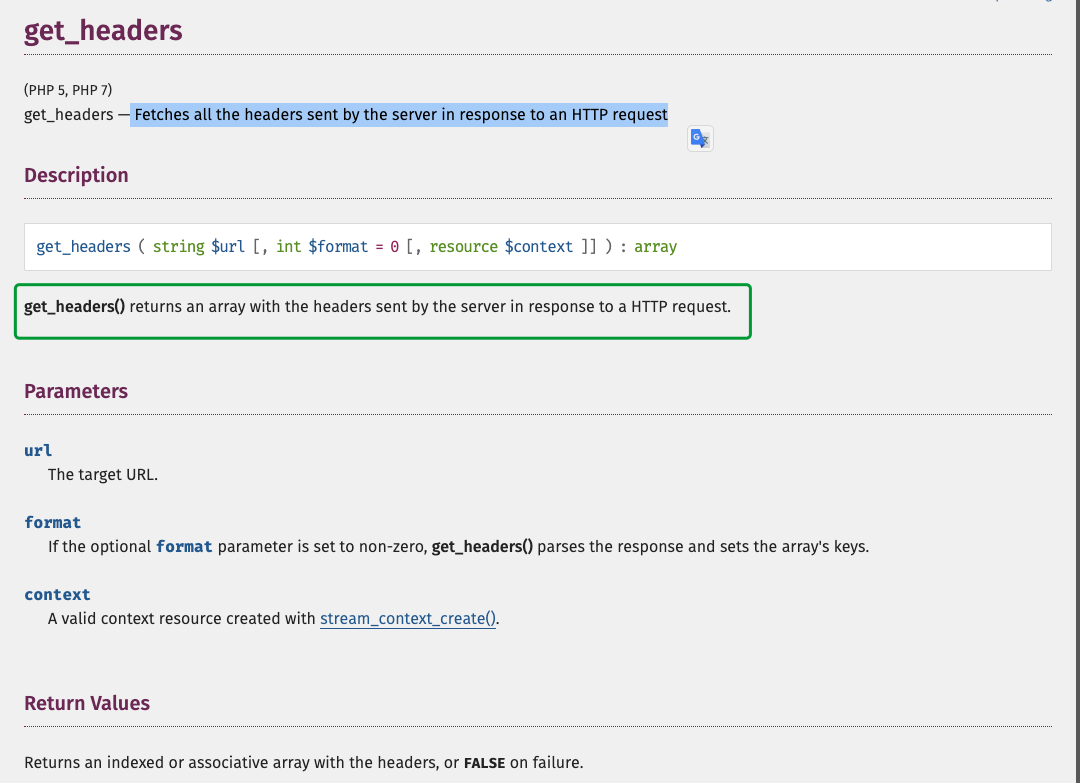 get_headers
(PHP 5, PHP 7)
get_headers — Fetches all the headers sent by the server in response to an HTTP request
G
Description
get_headers ( string $url [, int $format = 0 [, resource $context ]] ) : array
get_headers() returns an array with the headers sent by the server in response to a HTTP request.
Parameters
url
The target URL.
format
If the optional format parameter is set to non-zero, get_headers() parses the response and sets the array's keys.
context
A valid context resource created with stream_context_create().
Return Values
Returns an indexed or associative array with the headers, or FALSE on failure.